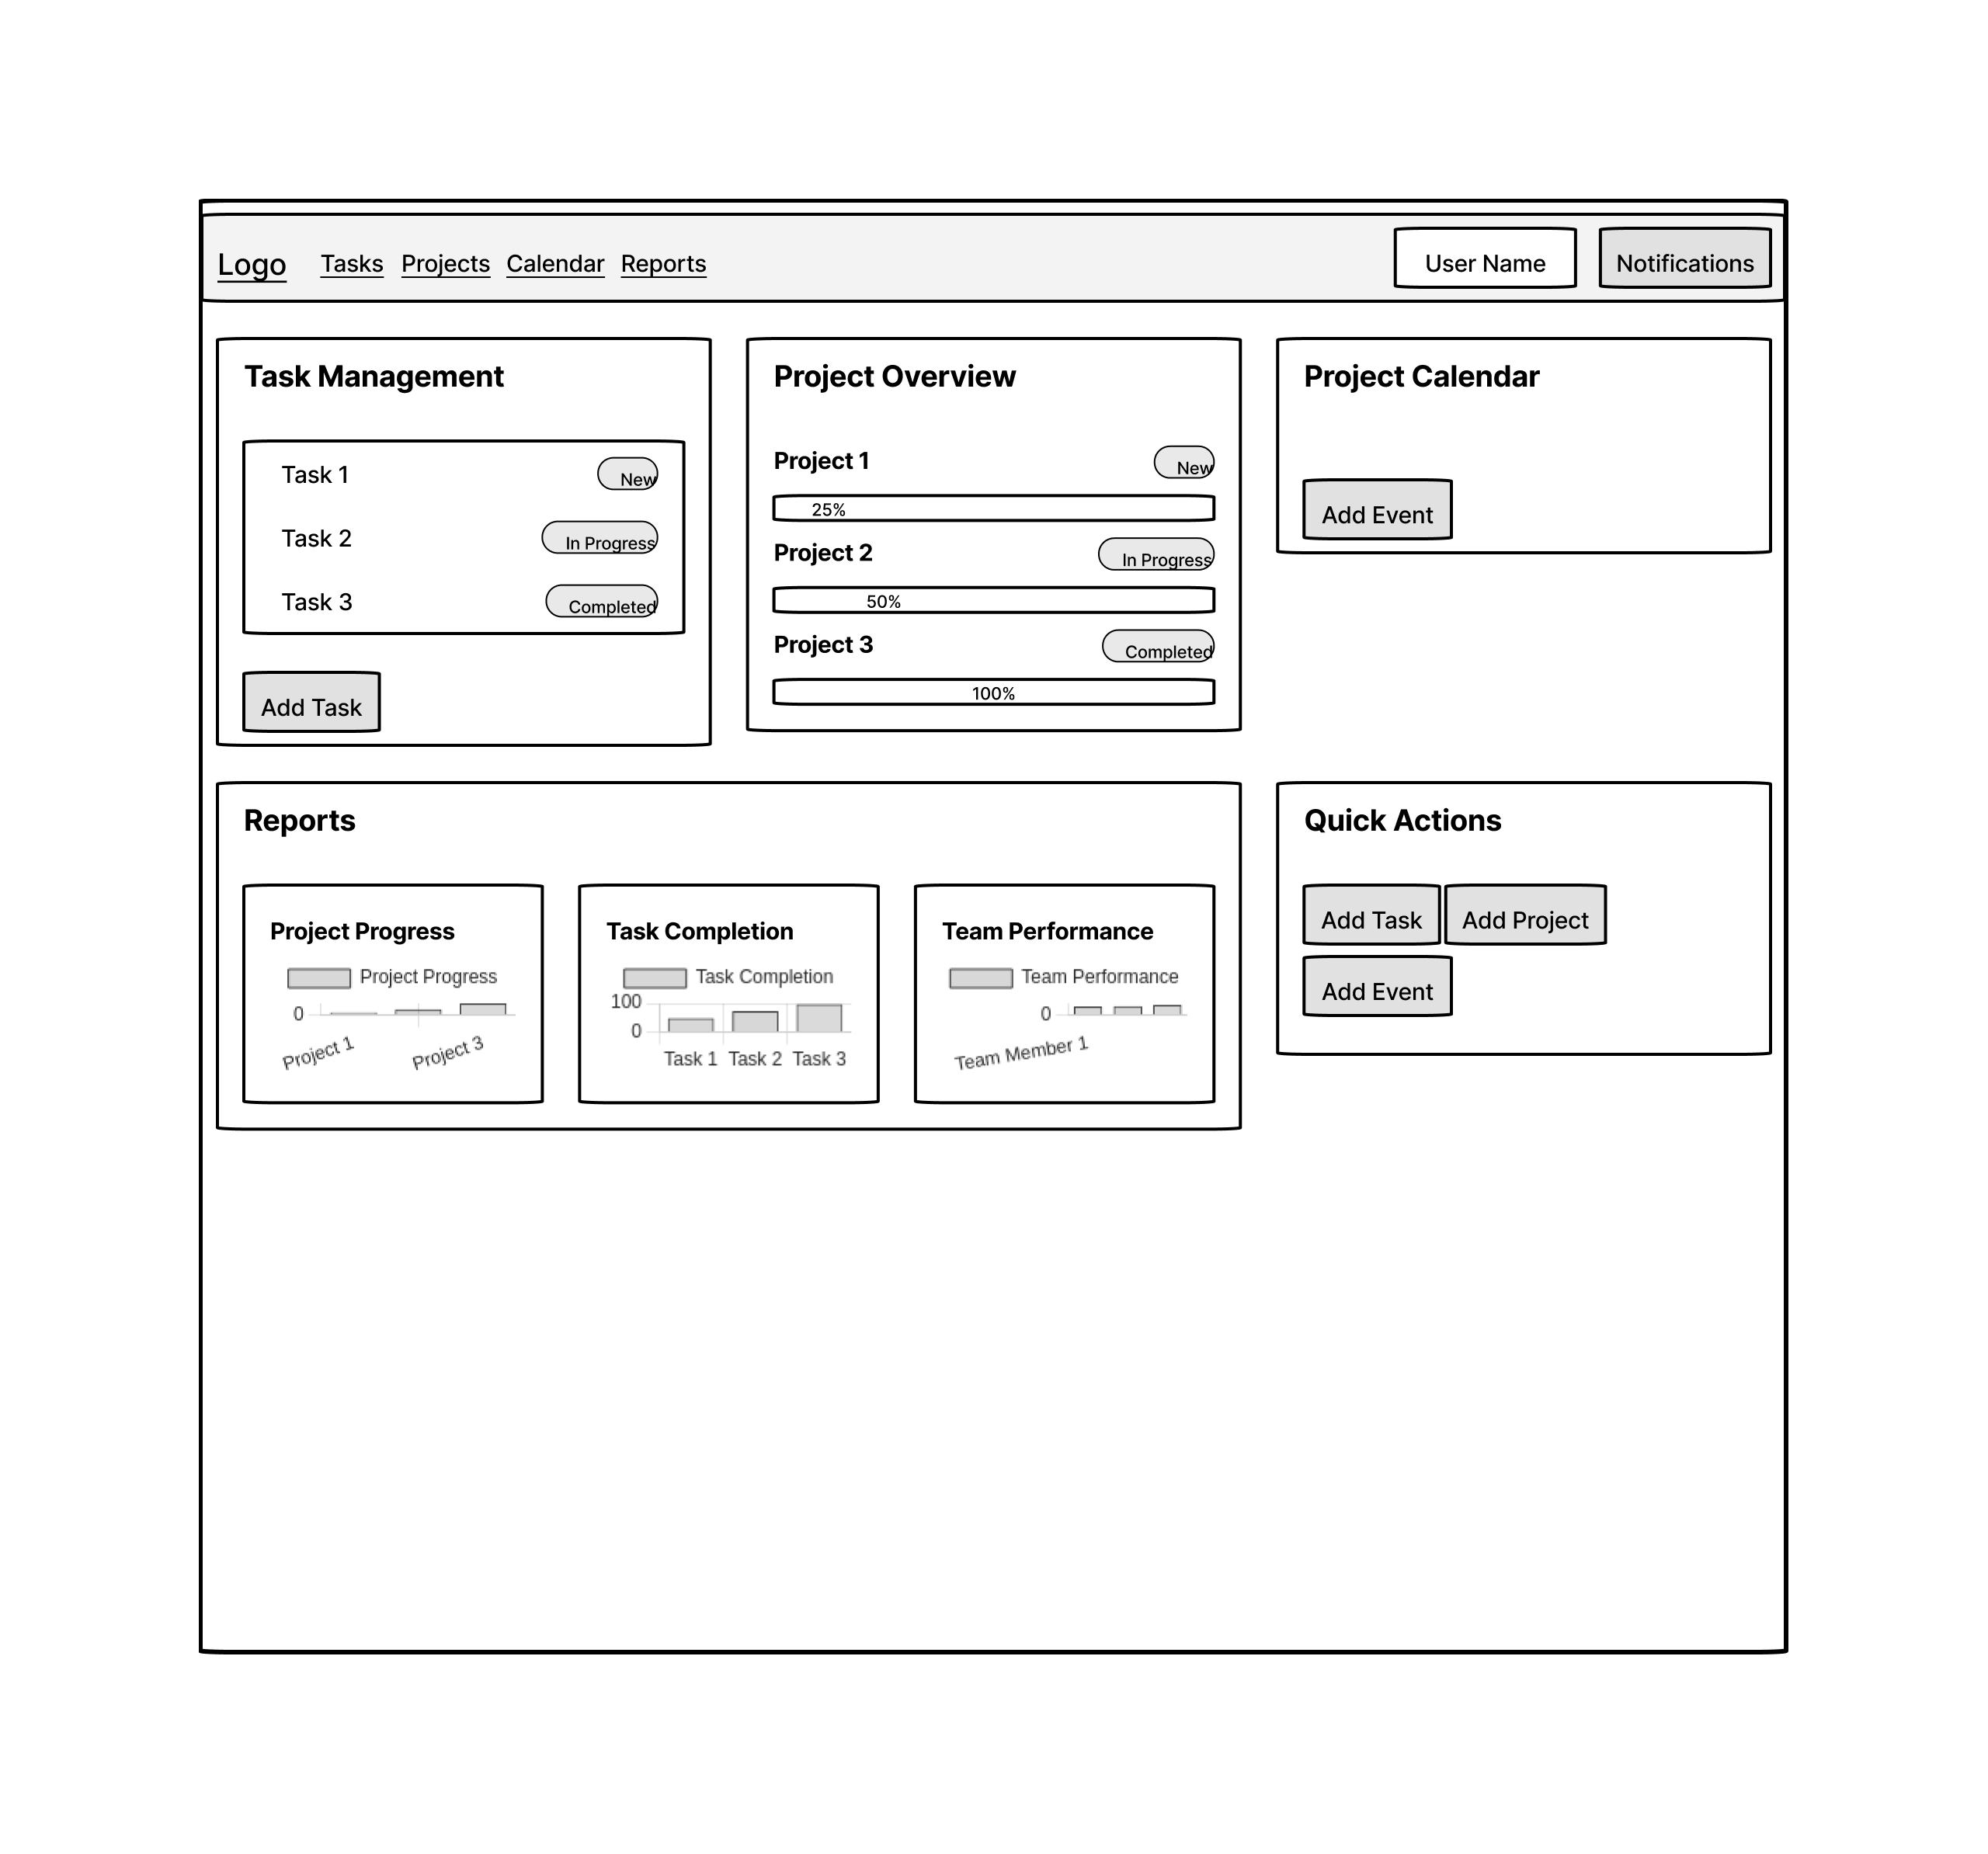 Logo Tasks Projects Calendar Reports User Name Notifications
Task Management
Task 1 New
Task 2 In Progress
Task 3 Completed
Add Task
Project Overview
Project 1 New
25%
Project 2 In Progress
50%
Project 3 Completed
100%
Project Calendar
Add Event
Reports
Project Progress
Project Progress
0
Project 1 Project 3
Task Completion
Task Completion
100
0
Task 1 Task 2 Task 3
Team Performance
Team Performance
0
Team Member 1
Quick Actions
Add Task Add Project
Add Event